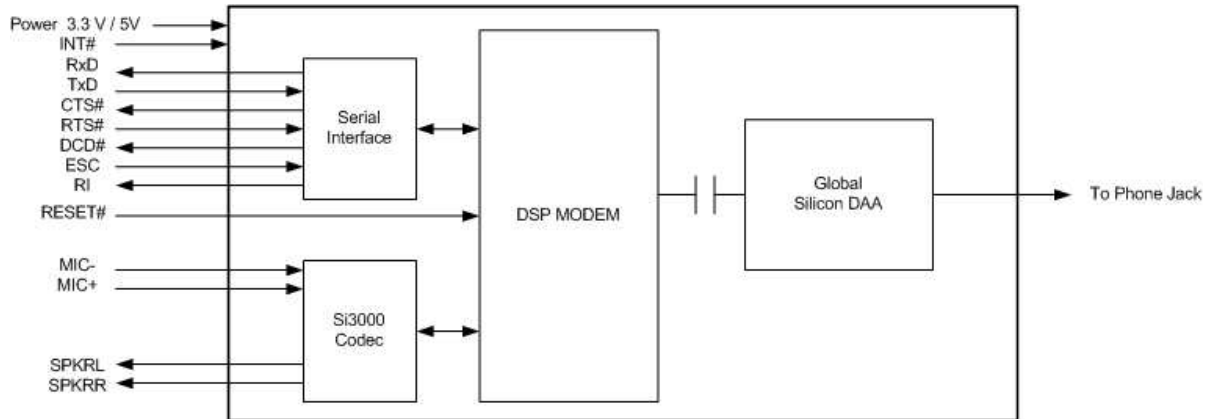 Power 3.3 V / 5V
INT#
RxD
TxD
CTS#
RTS#
DCD#
ESC
RI
RESET#
MIC-
MIC+
SPKRL
SPKRR
Serial
Interface
Si3000
Codec
DSP MODEM
Global
Silicon DAA
To Phone Jack